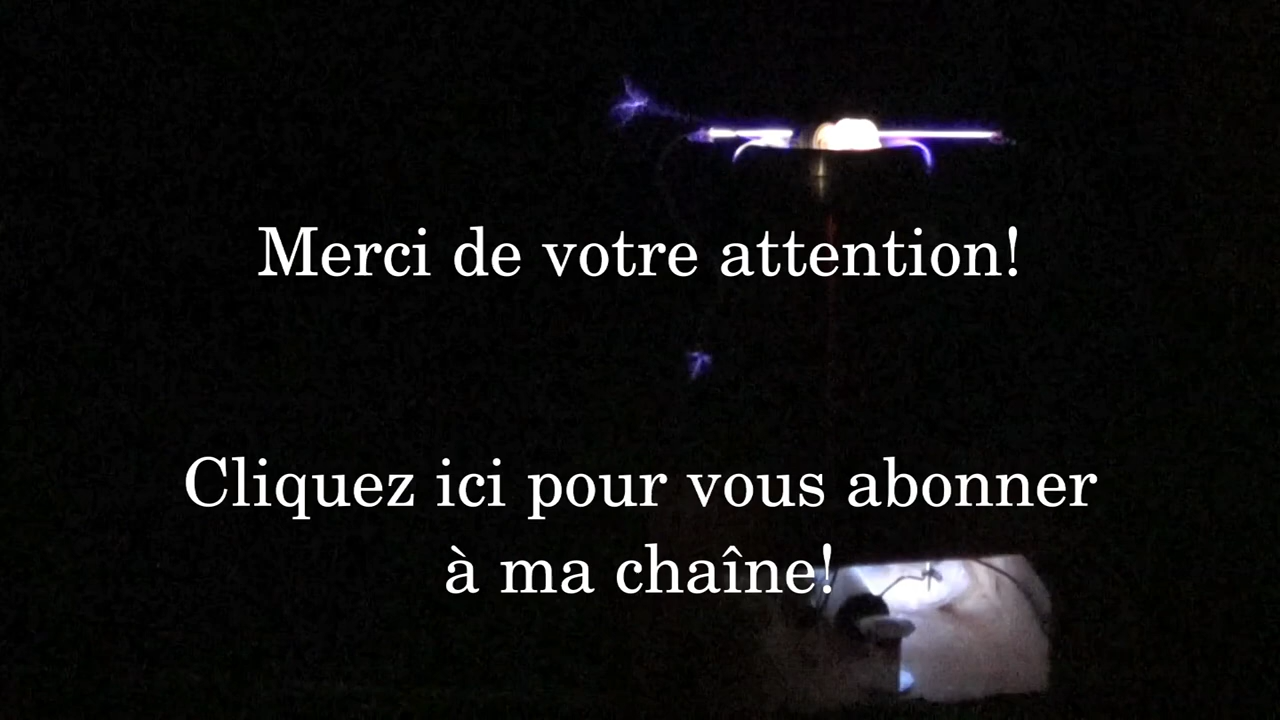 Merci de votre attention!
Cliquez ici pour vous abonner
à ma chaîne!